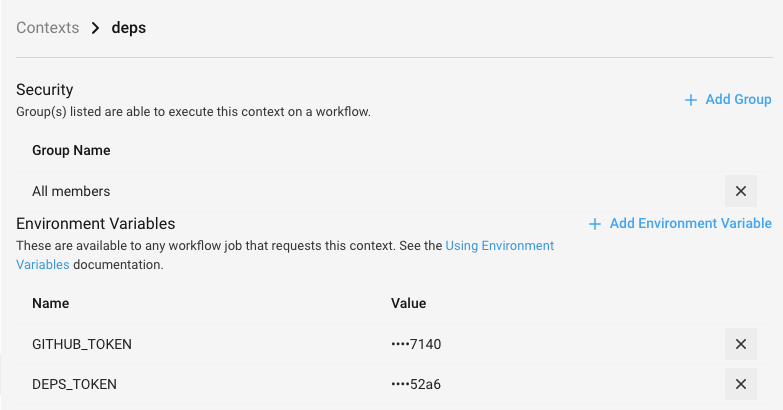 Contexts > deps
Security
Group(s) listed are able to execute this context on a workflow.
+ Add Group
Group Name
All members ×
Environment Variables
+ Add Environment Variable
These are available to any workflow job that requests this context. See the Using Environment
Variables documentation.
Name Value
GITHUB_TOKEN ••••7140 ×
DEPS_TOKEN ••••52a6 ×